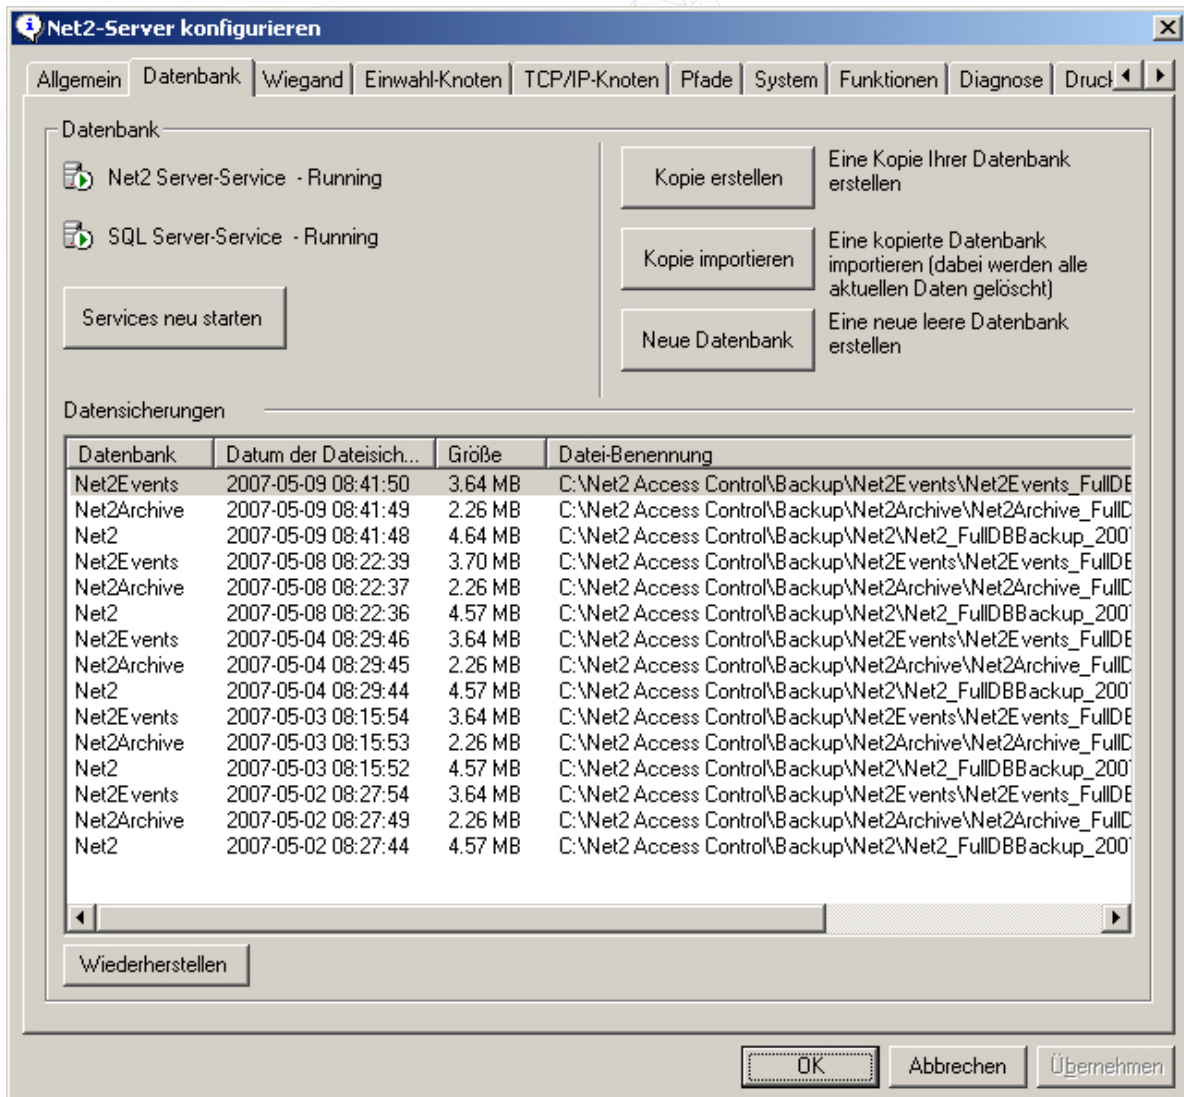 Net2-Server konfigurieren
Allgemein Datenbank Wiegand Einwahl-Knoten TCP/IP-Knoten Pfade System Funktionen Diagnose Druck
Datenbank
Net2 Server-Service - Running
SQL Server-Service - Running
Services neu starten
Kopie erstellen
Eine Kopie Ihrer Datenbank
erstellen
Kopie importieren
Eine kopierte Datenbank
importieren (dabei werden alle
aktuellen Daten gelöscht)
Neue Datenbank
Eine neue leere Datenbank
erstellen
Datensicherungen
Datenbank Datum der Dateisich... Größe Datei-Benennung
Net2Events 2007-05-09 08:41:50 3.64 MB C:\Net2 Access Control\Backup\Net2Events\Net2Events_FullDB
Net2Archive 2007-05-09 08:41:49 2.26 MB C:\Net2 Access Control\Backup\Net2Archive\Net2Archive_FullD
Net2 2007-05-09 08:41:48 4.64 MB C:\Net2 Access Control\Backup\Net2\Net2_FullDBBackup_200
Net2Events 2007-05-08 08:22:39 3.70 MB C:\Net2 Access Control\Backup\Net2Events\Net2Events_FullDB
Net2Archive 2007-05-08 08:22:37 2.26 MB C:\Net2 Access Control\Backup\Net2Archive\Net2Archive_FullD
Net2 2007-05-08 08:22:36 4.57 MB C:\Net2 Access Control\Backup\Net2\Net2_FullDBBackup_200
Net2Events 2007-05-04 08:29:46 3.64 MB C:\Net2 Access Control\Backup\Net2Events\Net2Events_FullDB
Net2Archive 2007-05-04 08:29:45 2.26 MB C:\Net2 Access Control\Backup\Net2Archive\Net2Archive_FullD
Net2 2007-05-04 08:29:44 4.57 MB C:\Net2 Access Control\Backup\Net2\Net2_FullDBBackup_200
Net2Events 2007-05-03 08:15:54 3.64 MB C:\Net2 Access Control\Backup\Net2Events\Net2Events_FullDB
Net2Archive 2007-05-03 08:15:53 2.26 MB C:\Net2 Access Control\Backup\Net2Archive\Net2Archive_FullD
Net2 2007-05-03 08:15:52 4.57 MB C:\Net2 Access Control\Backup\Net2\Net2_FullDBBackup_200
Net2Events 2007-05-02 08:27:54 3.64 MB C:\Net2 Access Control\Backup\Net2Events\Net2Events_FullDB
Net2Archive 2007-05-02 08:27:49 2.26 MB C:\Net2 Access Control\Backup\Net2Archive\Net2Archive_FullD
Net2 2007-05-02 08:27:44 4.57 MB C:\Net2 Access Control\Backup\Net2\Net2_FullDBBackup_200
Wiederherstellen
OK Abbrechen Übernehmen